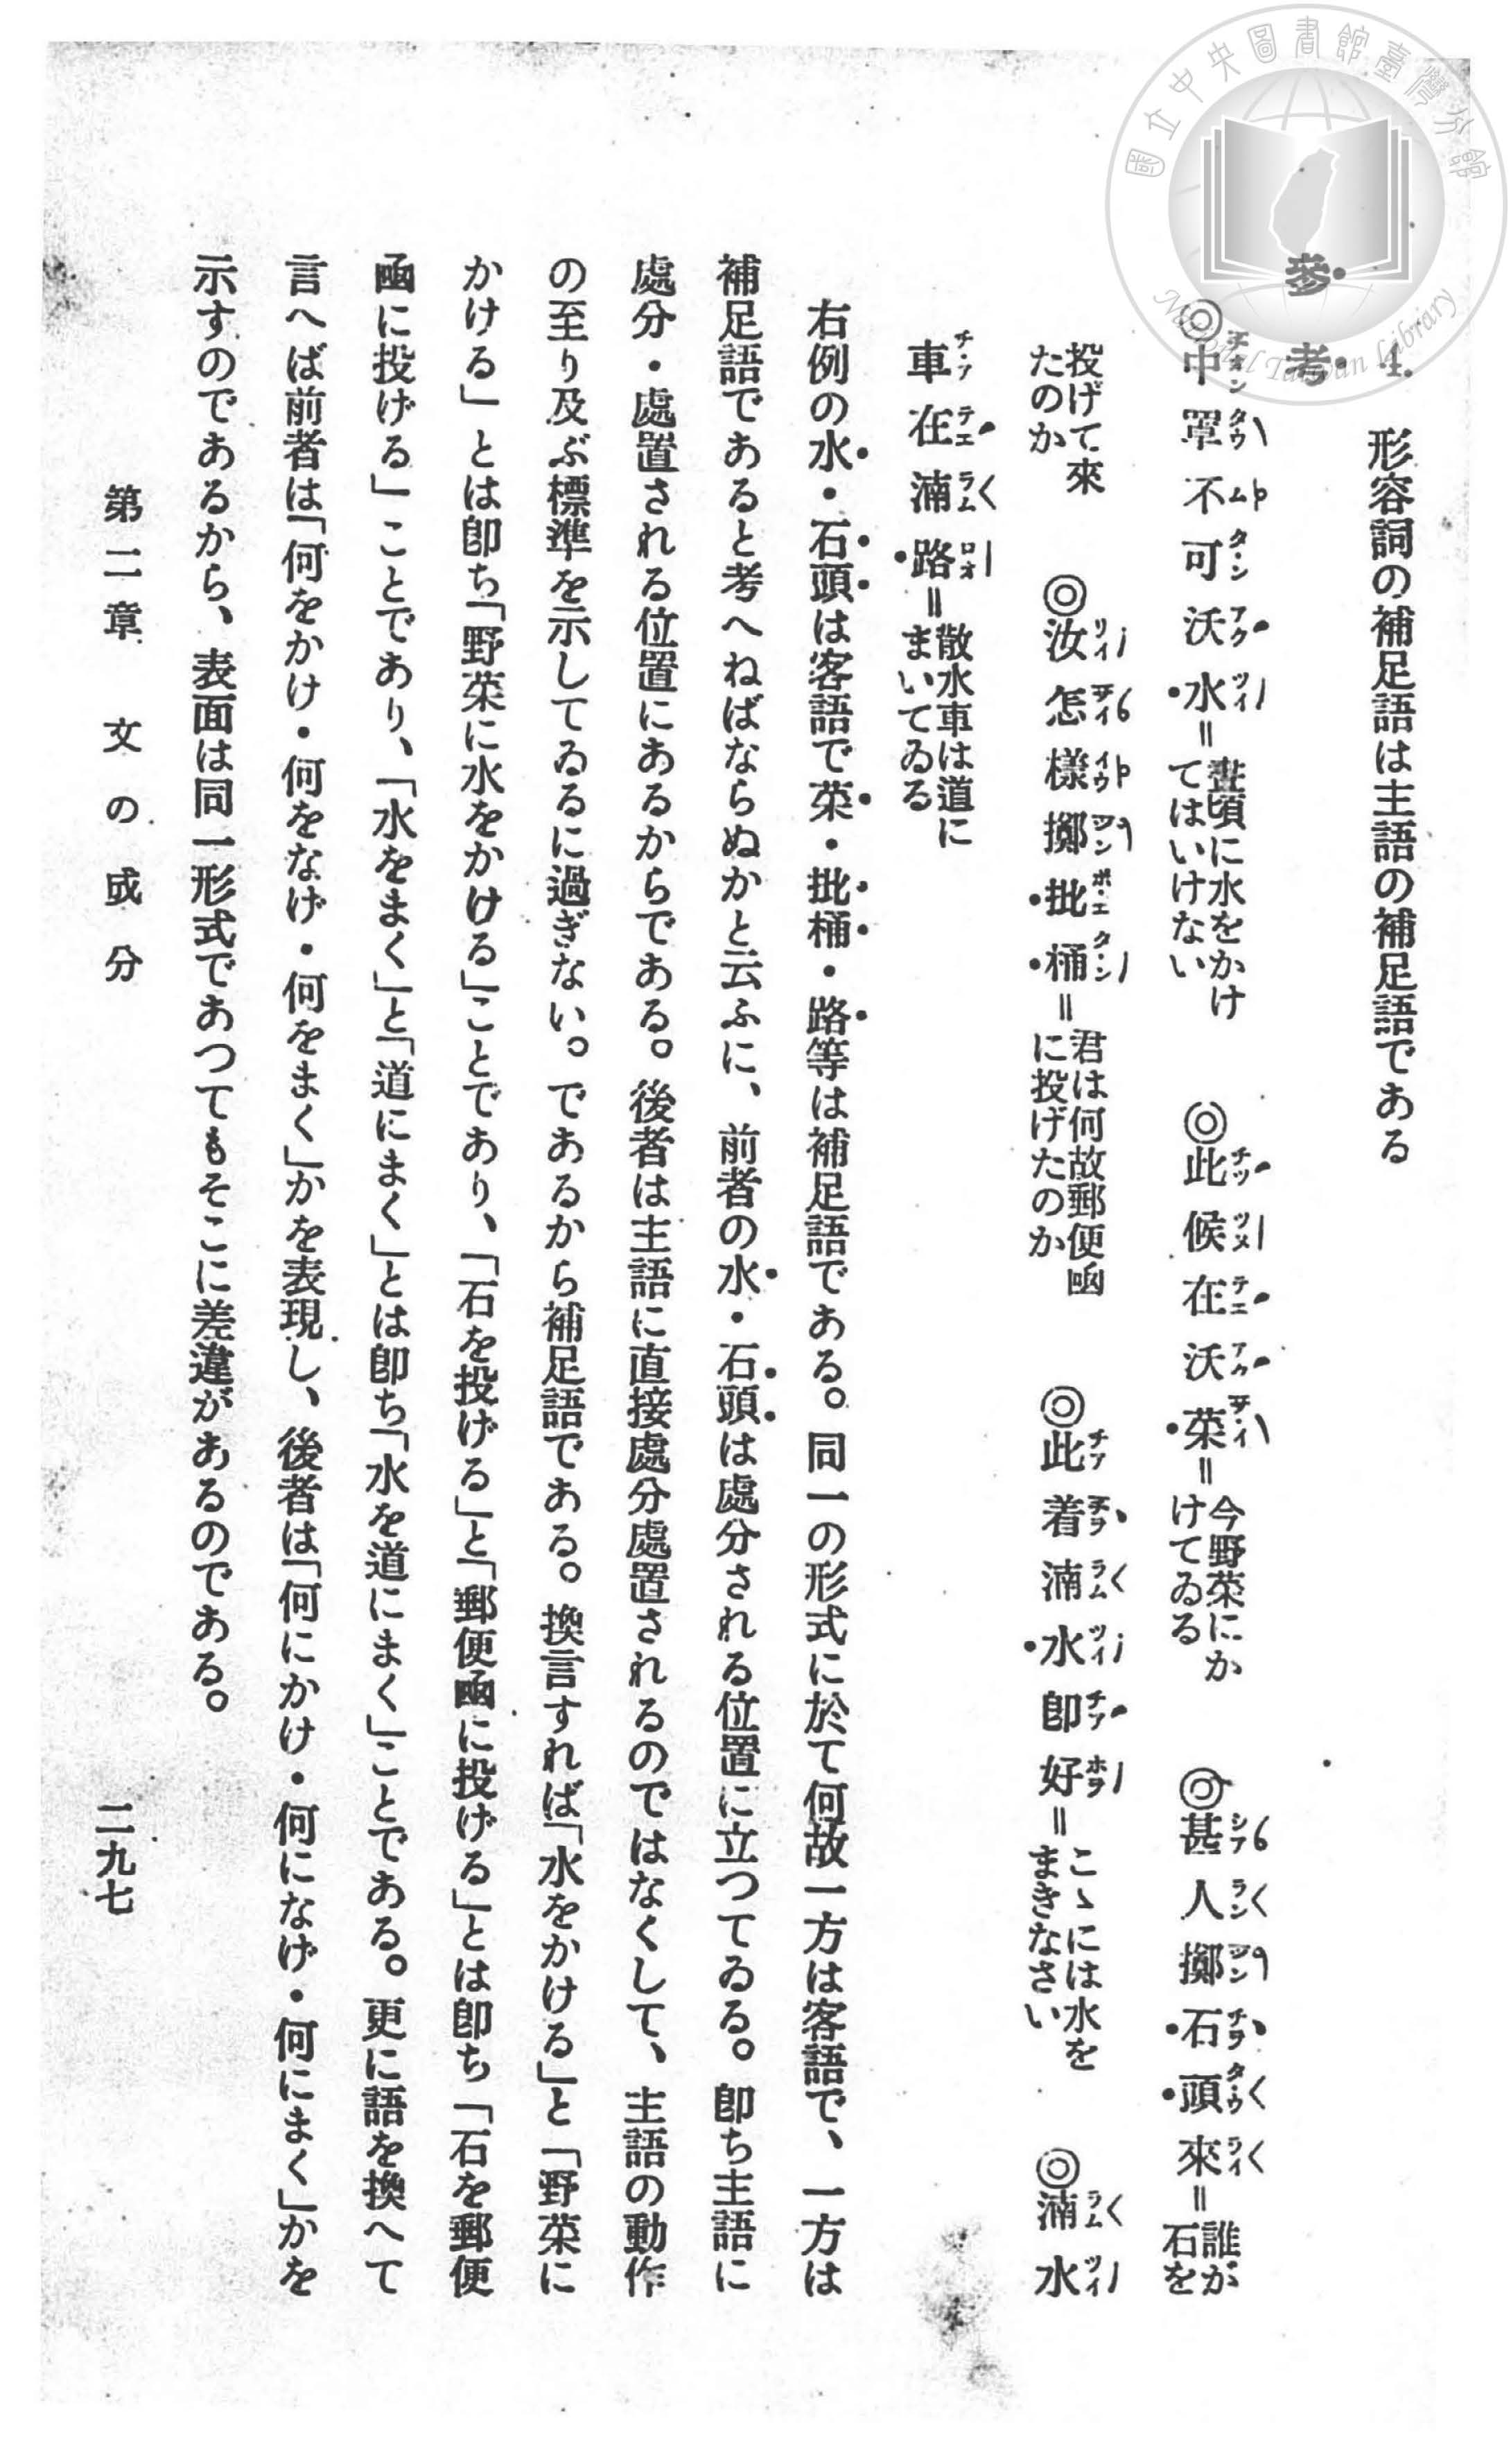 國立中央圖書館臺灣分館
National Taiwan Library
4. 形容詞の補足語は主語の補足語である
參考
◎中罩不可沃水=晝頃に水をかけてはいけない ◎此候在沃菜=今野菜にかけてゐる ◎甚人擲石頭來=誰が石を
投げて來たのか ◎汝怎樣擲批桶=君は何故郵便凾に投げたのか ◎此着湳水卽好=こゝには水をまきなさい ◎湳水
車在湳路=散水車は道にまいてゐる
右例の水・石頭は客語で菜・批桶・路等は補足語である。同一の形式に於て何故一方は客語で、一方は
補足語であると考へねばならぬかと云ふに、前者の水・石頭は處分される位置に立つてゐる。卽ち主語に
處分・處置される位置にあるからである。後者は主語に直接處分處置されるのではなくして、主語の動作
の至り及ぶ標準を示してゐるに過ぎない。であるから補足語である。換言すれば「水をかける」と「野菜に
かける」とは卽ち「野菜に水をかける」ことであり、「石を投げる」と「郵便凾に投げる」とは卽ち「石を郵便
凾に投げる」ことであり、「水をまく」と「道にまく」とは卽ち「水を道にまく」ことである。更に語を換へて
言へば前者は「何をかけ・何をなげ・何をまく」かを表現し、後者は「何にかけ・何になげ・何にまく」かを
示すのであるから、表面は同一形式であつてもそこに差違があるのである。
第二章 文の成分 二九七